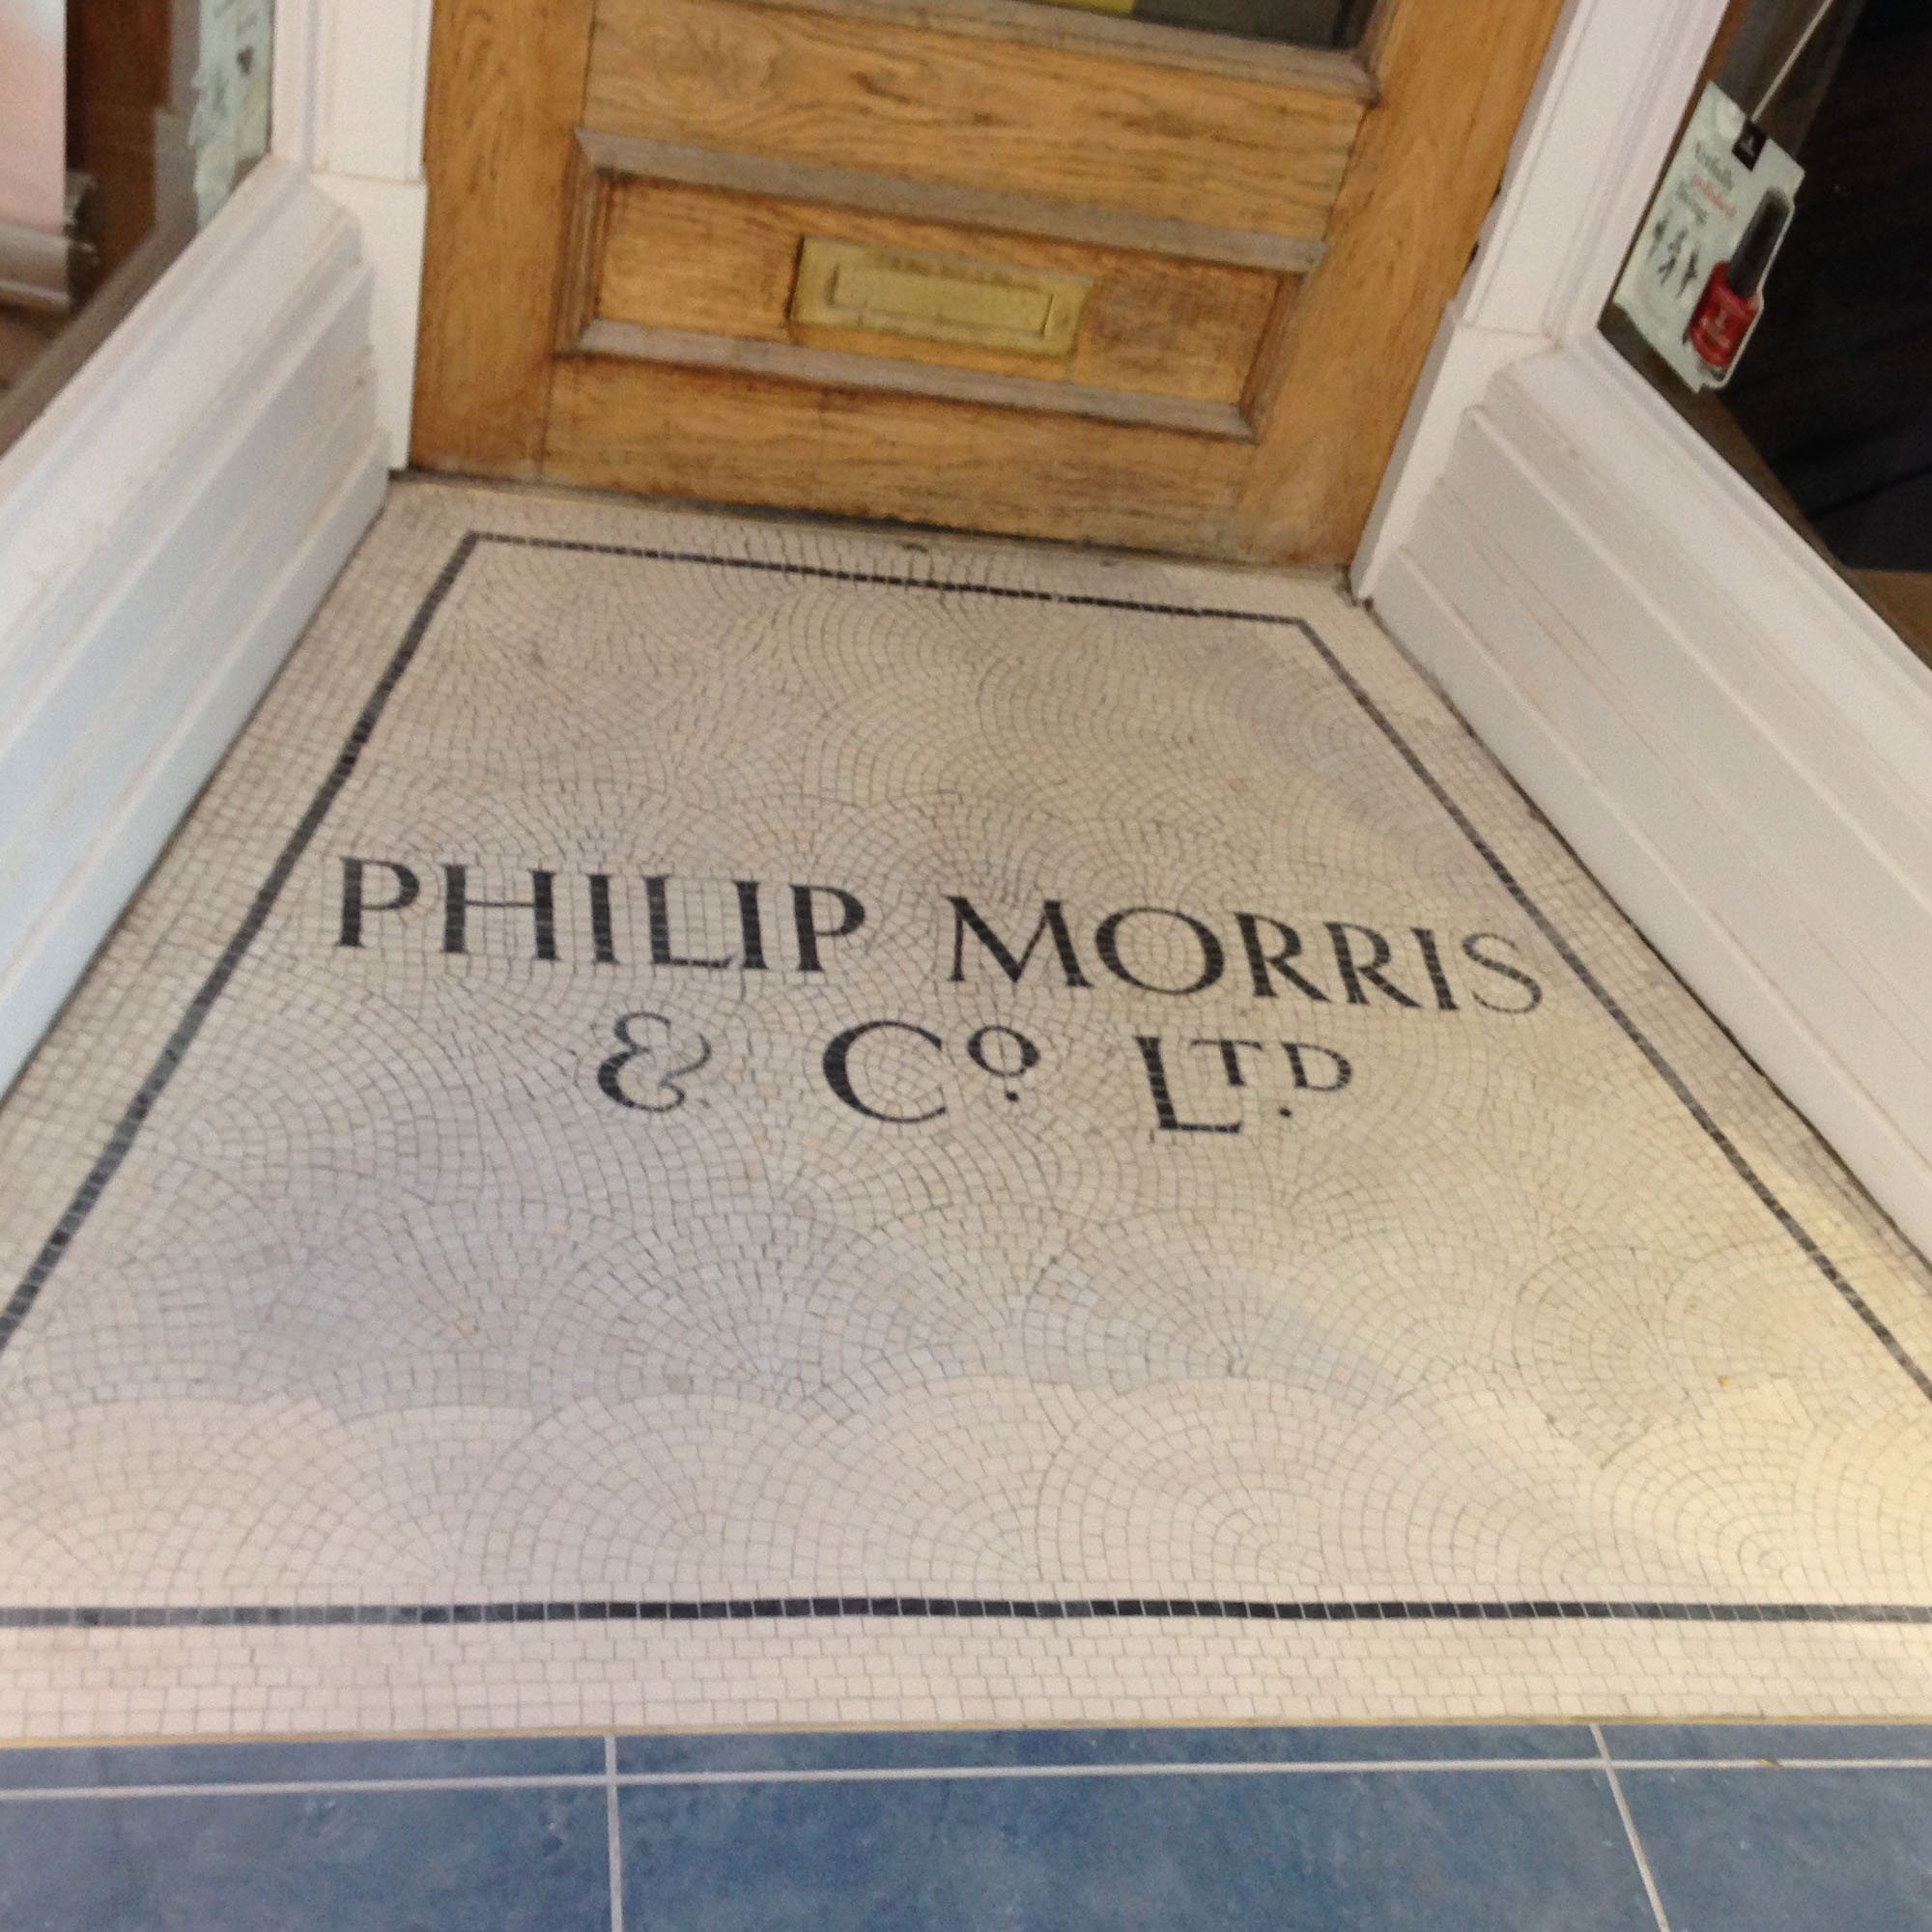 PHILIP MORRIS
& Co. LTD.